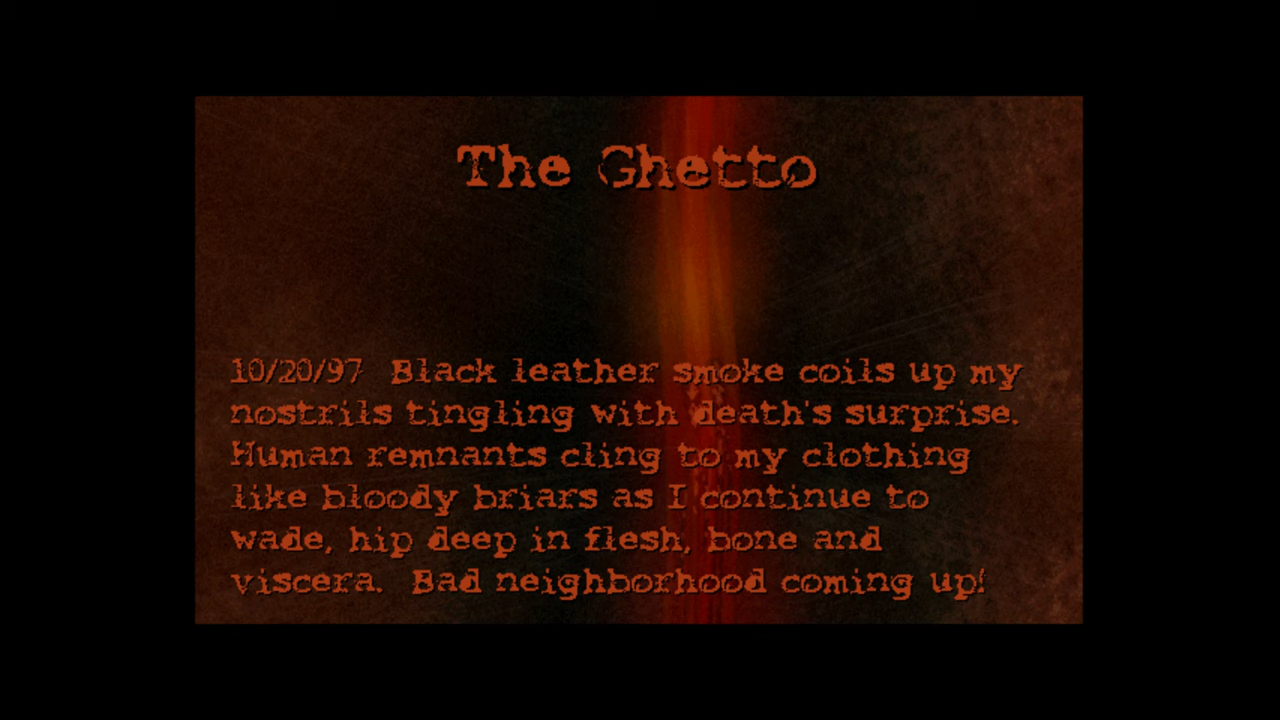 The Ghetto
10/20/97 Black leather smoke coils up my
nostrils tingling with death's surprise.
Human remnants cling to my clothing
like bloody briars as I continue to
wade, hip deep in flesh, bone and
viscera. Bad neighborhood coming up!